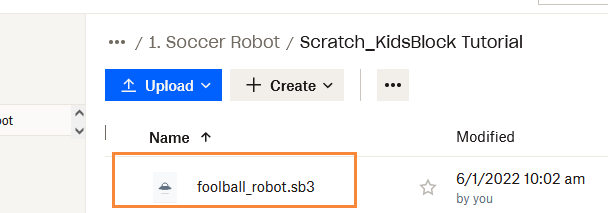 ••• / 1. Soccer Robot / Scratch_KidsBlock Tutorial
Upload + Create •••
ot
Name ↑ Modified
foolball_robot.sb3 6/1/2022 10:02 am
by you